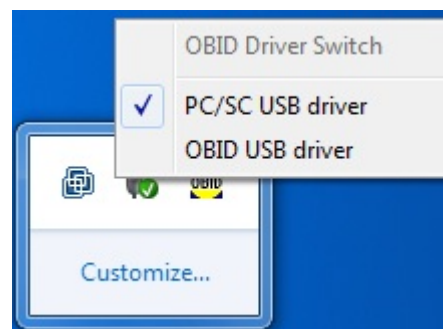 OBID Driver Switch
PC/SC USB driver
OBID USB driver
OBID
Customize...